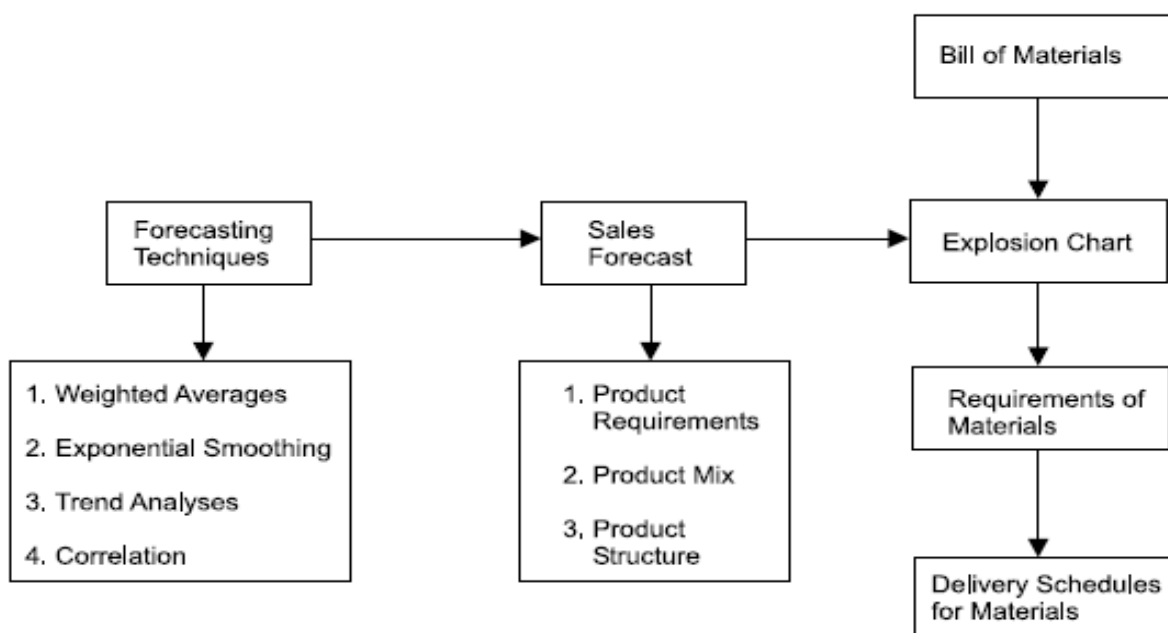 Bill of Materials
Forecasting
Techniques
Sales
Forecast
Explosion Chart
1. Weighted Averages
2. Exponential Smoothing
3. Trend Analyses
4. Correlation
1. Product
Requirements
2. Product Mix
3. Product
Structure
Requirements of
Materials
Delivery Schedules
for Materials